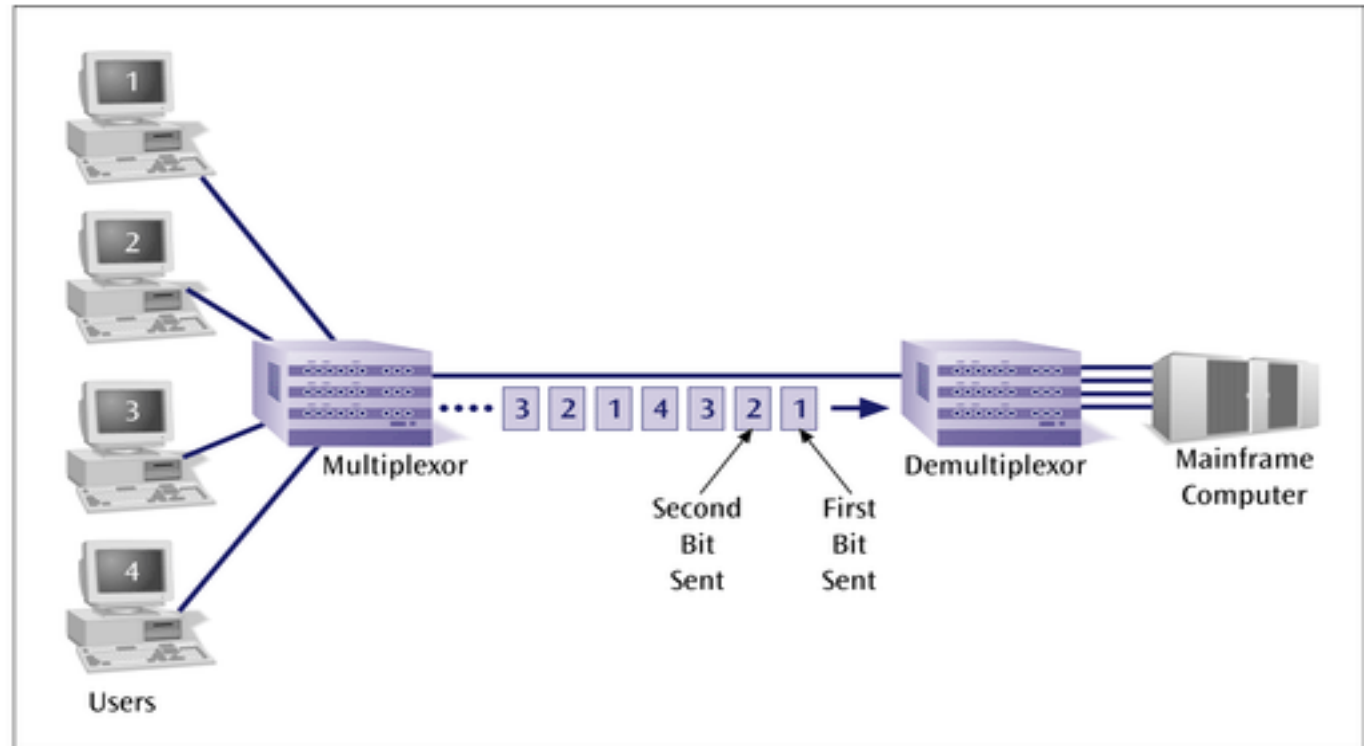 1
2
3
4
Users
Multiplexor
3 2 1 4 3 2 1
Second
Bit
Sent
First
Bit
Sent
Demultiplexor
Mainframe
Computer